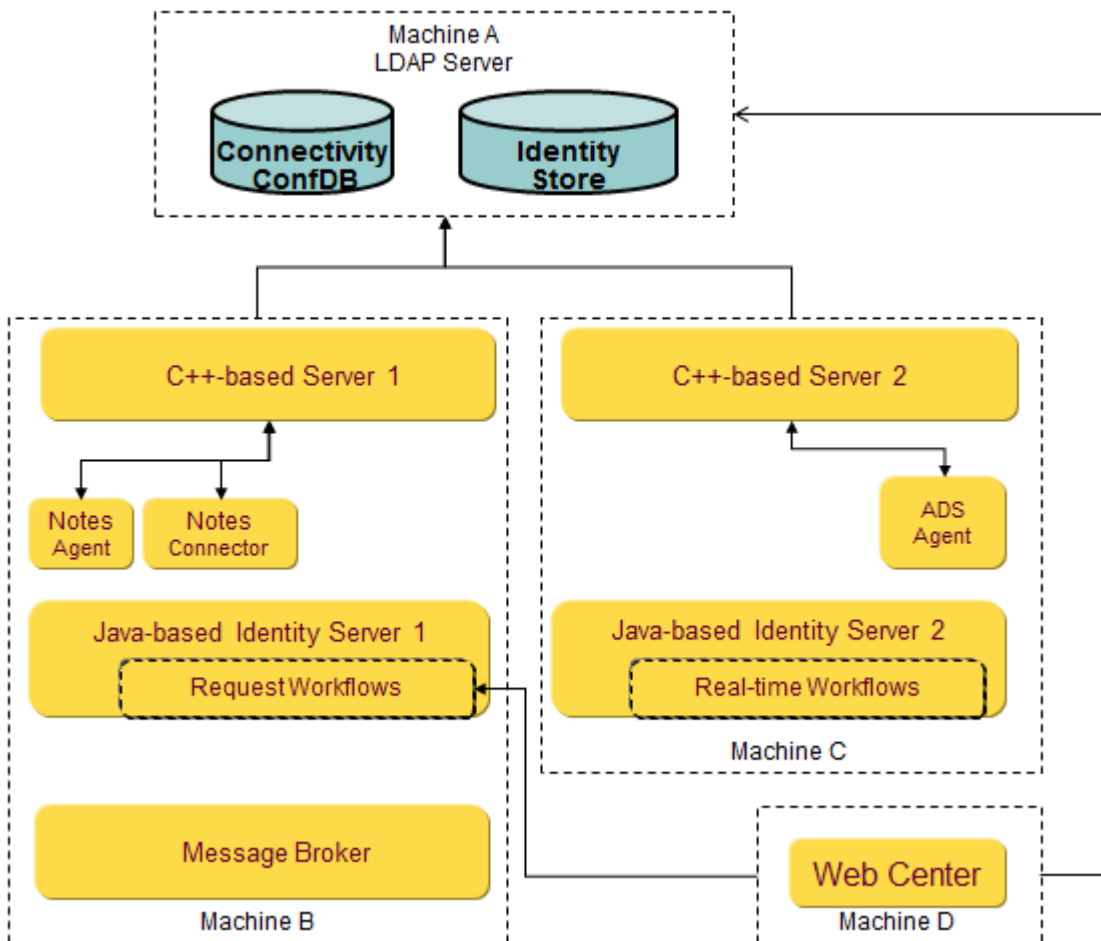 Machine A
LDAP Server
Connectivity
ConfDB
Identity
Store
C++-based Server 1
C++-based Server 2
Notes
Agent
Notes
Connector
ADS
Agent
Java-based Identity Server 1
Request Workflows
Java-based Identity Server 2
Real-time Workflows
Machine C
Message Broker
Machine B
Web Center
Machine D